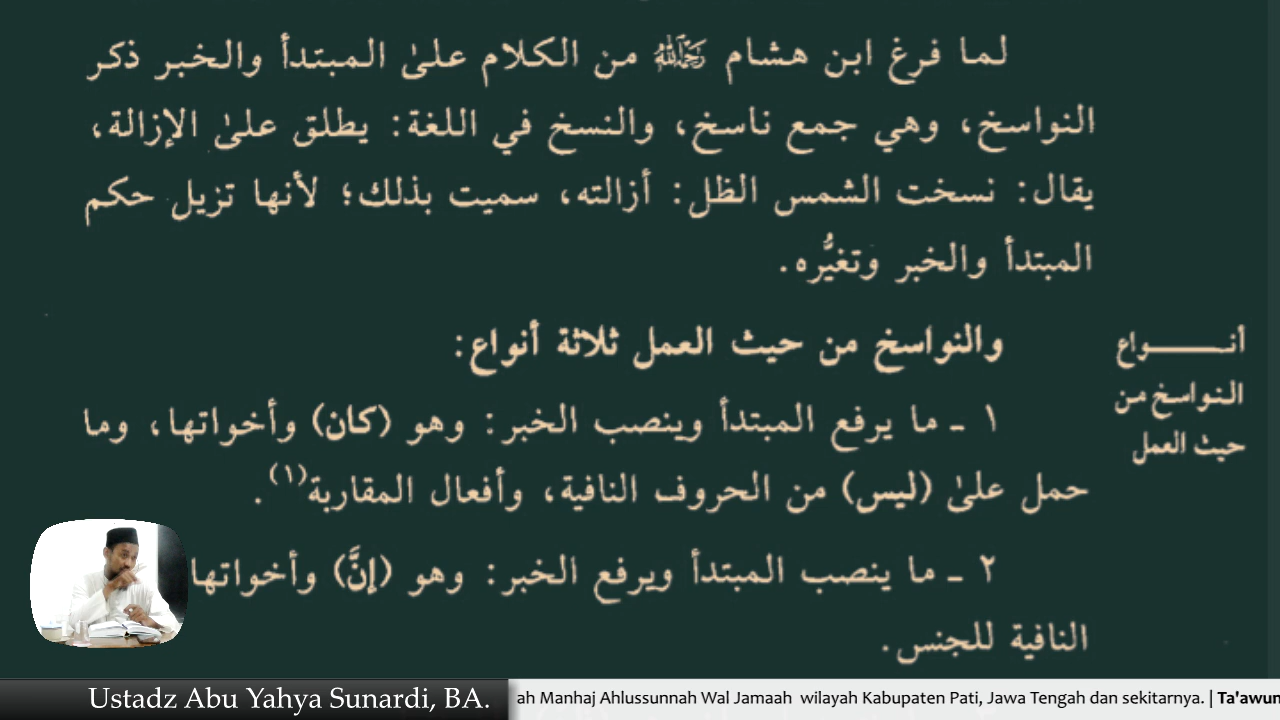 لما فرغ ابن هشام رحمه الله من الكلام علىٰ المبتدأ والخبر ذكر
النواسخ، وهي جمع ناسخ، والنسخ في اللغة: يطلق علىٰ الإزالة،
يقال: نسخت الشمس الظل: أزالته، سميت بذلك؛ لأنها تزيل حكم
المبتدأ والخبر وتغيُّره.
والنواسخ من حيث العمل ثلاثة أنواع:
أنـــــواع
النواسخ من
حيث العمل
١ ـ ما يرفع المبتدأ وينصب الخبر: وهو (كان) وأخواتها، وما
حمل علىٰ (ليس) من الحروف النافية، وأفعال المقاربة(١).
٢ ـ ما ينصب المبتدأ ويرفع الخبر: وهو (إنَّ) وأخواتها
النافية للجنس.
Ustadz Abu Yahya Sunardi, BA.
ah Manhaj Ahlussunnah Wal Jamaah wilayah Kabupaten Pati, Jawa Tengah dan sekitarnya. | Ta'awun